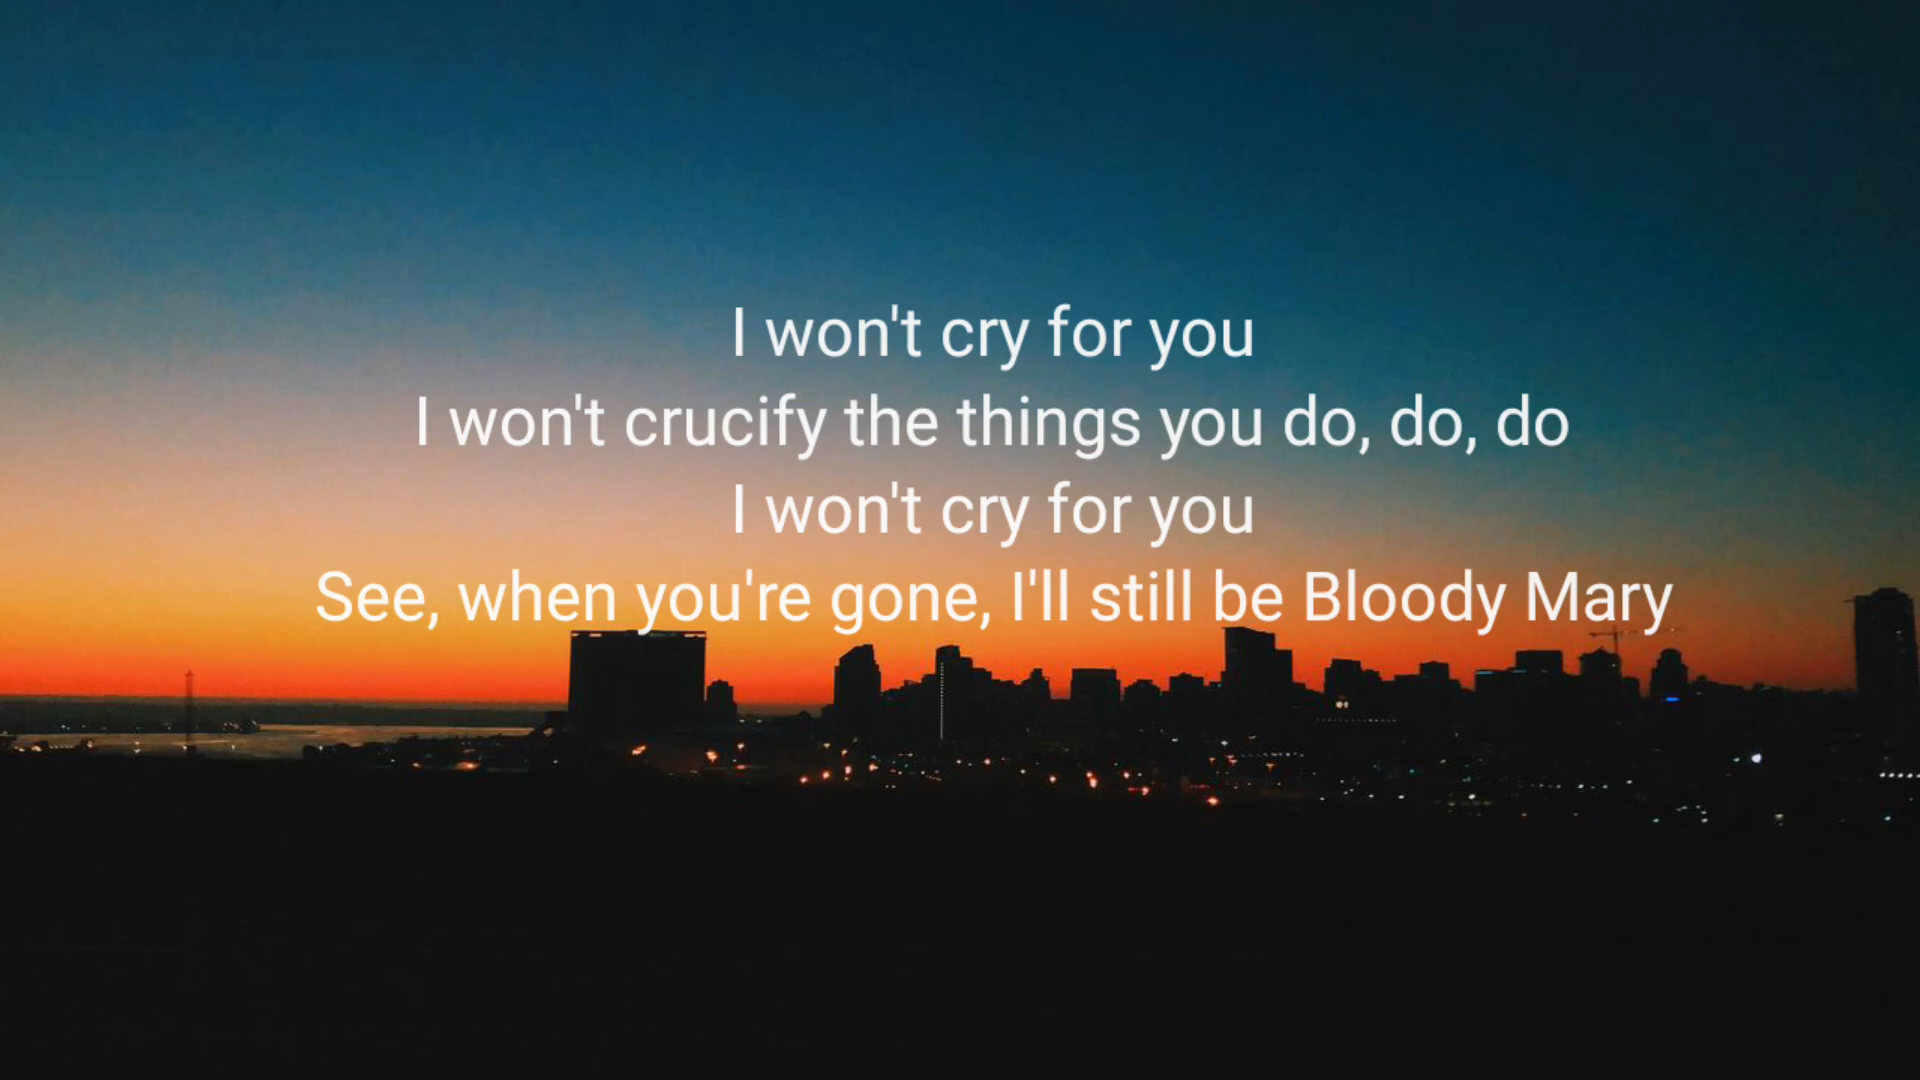 I won't cry for you
I won't crucify the things you do, do, do
I won't cry for you
See, when you're gone, I'll still be Bloody Mary